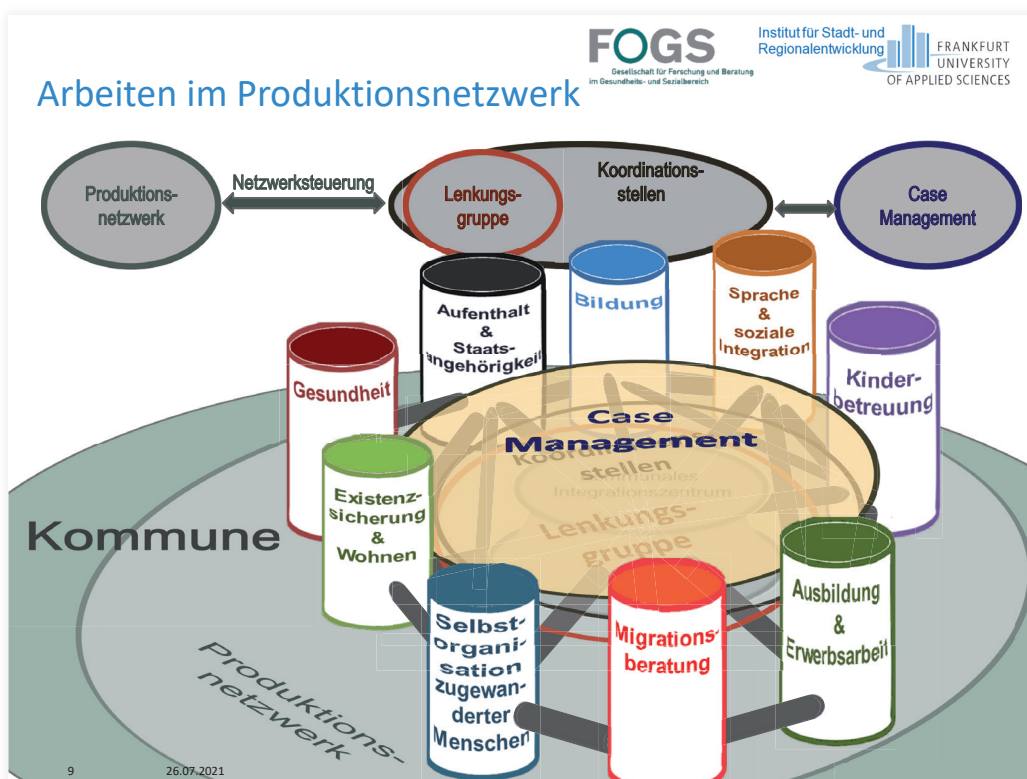 FOGS
Gesellschaft für Forschung und Beratung
im Gesundheits- und Sozialbereich
Institut für Stadt- und
Regionalentwicklung
FRANKFURT
UNIVERSITY
OF APPLIED SCIENCES
Arbeiten im Produktionsnetzwerk
Produktions-
netzwerk
Netzwerksteuerung
Lenkungs-
gruppe
Koordinations-
stellen
Case
Management
Aufenthalt
&
Staats-
angehörigkeit
Bildung
Sprache
&
soziale
Integration
Gesundheit
Kinder-
betreuung
Case
Management
Koordinations-
stellen
Kommunales
Integrationszentrum
Lenkungs-
gruppe
Existenz-
sicherung
&
Wohnen
Kommune
Ausbildung
&
Erwerbsarbeit
Selbst-
organi-
sation
zugewan-
derter
Menschen
Migrations-
beratung
Produktions-
netzwerk
9
26.07.2021